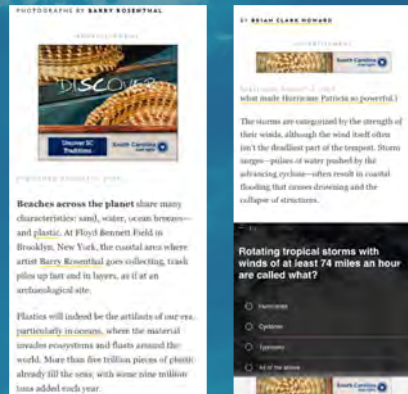 PHOTOGRAPHS BY BARRY ROSENTHAL
ADVERTISEMENT
DISCOVER
Discover SC
Traditions
South Carolina
Beaches across the planet share many
characteristics: sand, water, ocean breezes—
and plastic. At Floyd Bennett Field in
Brooklyn, New York, the coastal area where
artist Barry Rosenthal goes collecting, trash
piles up fast and in layers, as if at an
archaeological site.
Plastics will indeed be the artifacts of our era,
particularly in oceans, where the material
invades ecosystems and floats around the
world. More than five trillion pieces of plastic
already fill the seas, with some nine million
tons added each year.
BY BRIAN CLARK HOWARD
ADVERTISEMENT
South Carolina
what made Hurricane Patricia so powerful.)
The storms are categorized by the strength of
their winds, although the wind itself often
isn't the deadliest part of the tempest. Storm
surges—pulses of water pushed by the
advancing cyclone—often result in coastal
flooding that causes drowning and the
collapse of structures.
Rotating tropical storms with
winds of at least 74 miles an hour
are called what?
Hurricanes
Cyclones
Typhoons
All of the above
South Carolina